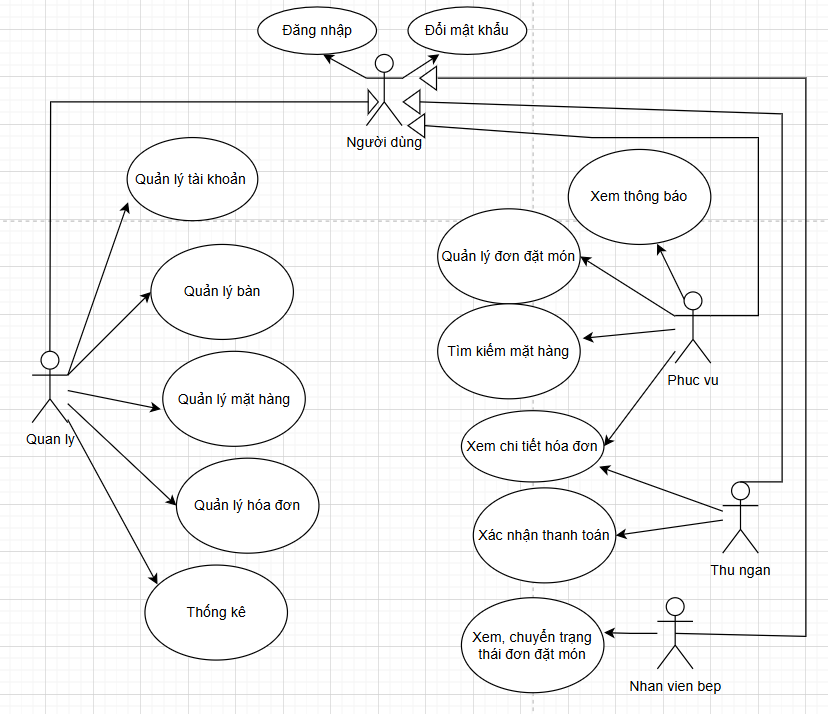 Đăng nhập
Đổi mật khẩu
Người dùng
Quản lý tài khoản
Xem thông báo
Quản lý đơn đặt món
Quản lý bàn
Tìm kiếm mặt hàng
Phuc vu
Quản lý mặt hàng
Quan ly
Xem chi tiết hóa đơn
Quản lý hóa đơn
Xác nhận thanh toán
Thu ngan
Thống kê
Xem, chuyển trạng
thái đơn đặt món
Nhan vien bep